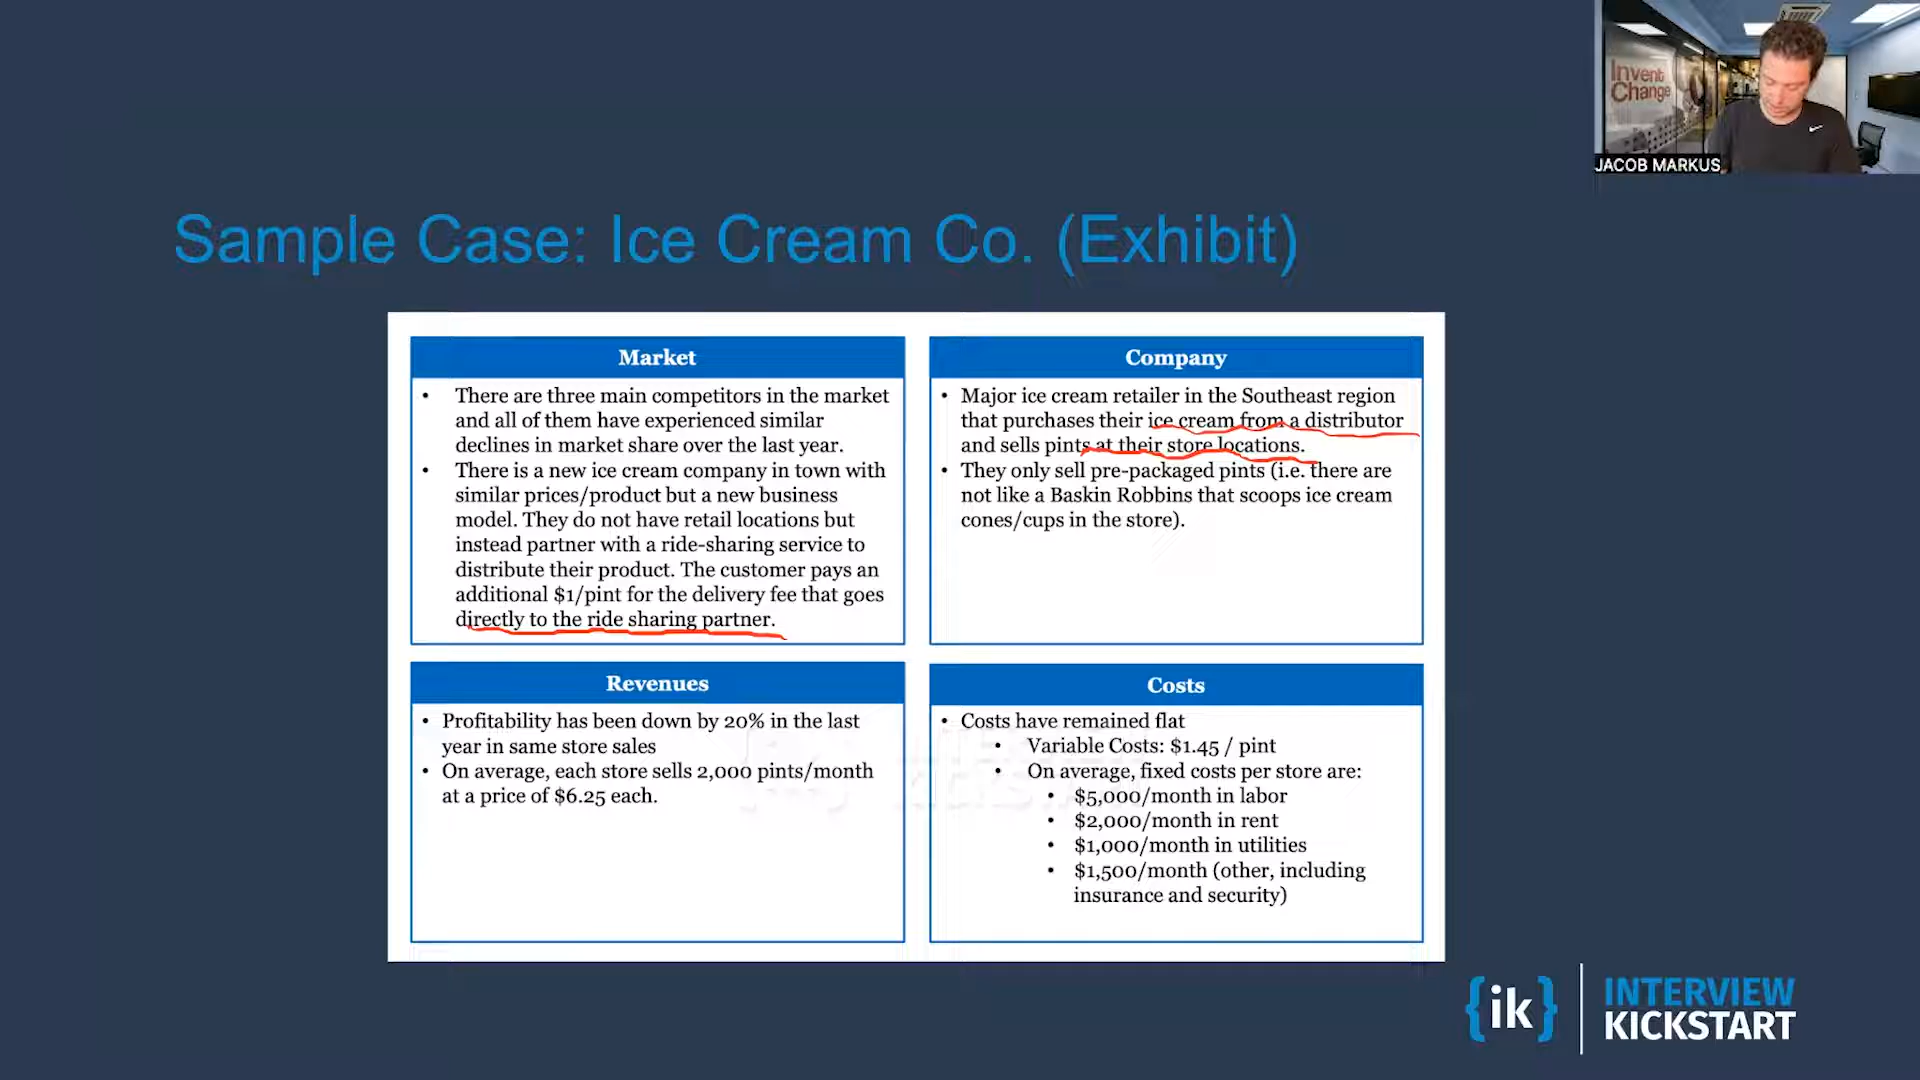 Invent
Change
JACOB MARKUS
Sample Case: Ice Cream Co. (Exhibit)
Market
• There are three main competitors in the market
and all of them have experienced similar
declines in market share over the last year.
• There is a new ice cream company in town with
similar prices/product but a new business
model. They do not have retail locations but
instead partner with a ride-sharing service to
distribute their product. The customer pays an
additional $1/pint for the delivery fee that goes
directly to the ride sharing partner.
Company
• Major ice cream retailer in the Southeast region
that purchases their ice cream from a distributor
and sells pints at their store locations.
• They only sell pre-packaged pints (i.e. there are
not like a Baskin Robbins that scoops ice cream
cones/cups in the store).
Revenues
• Profitability has been down by 20% in the last
year in same store sales
• On average, each store sells 2,000 pints/month
at a price of $6.25 each.
Costs
• Costs have remained flat
• Variable Costs: $1.45 / pint
• On average, fixed costs per store are:
• $5,000/month in labor
• $2,000/month in rent
• $1,000/month in utilities
• $1,500/month (other, including
insurance and security)
{ik}
INTERVIEW
KICKSTART